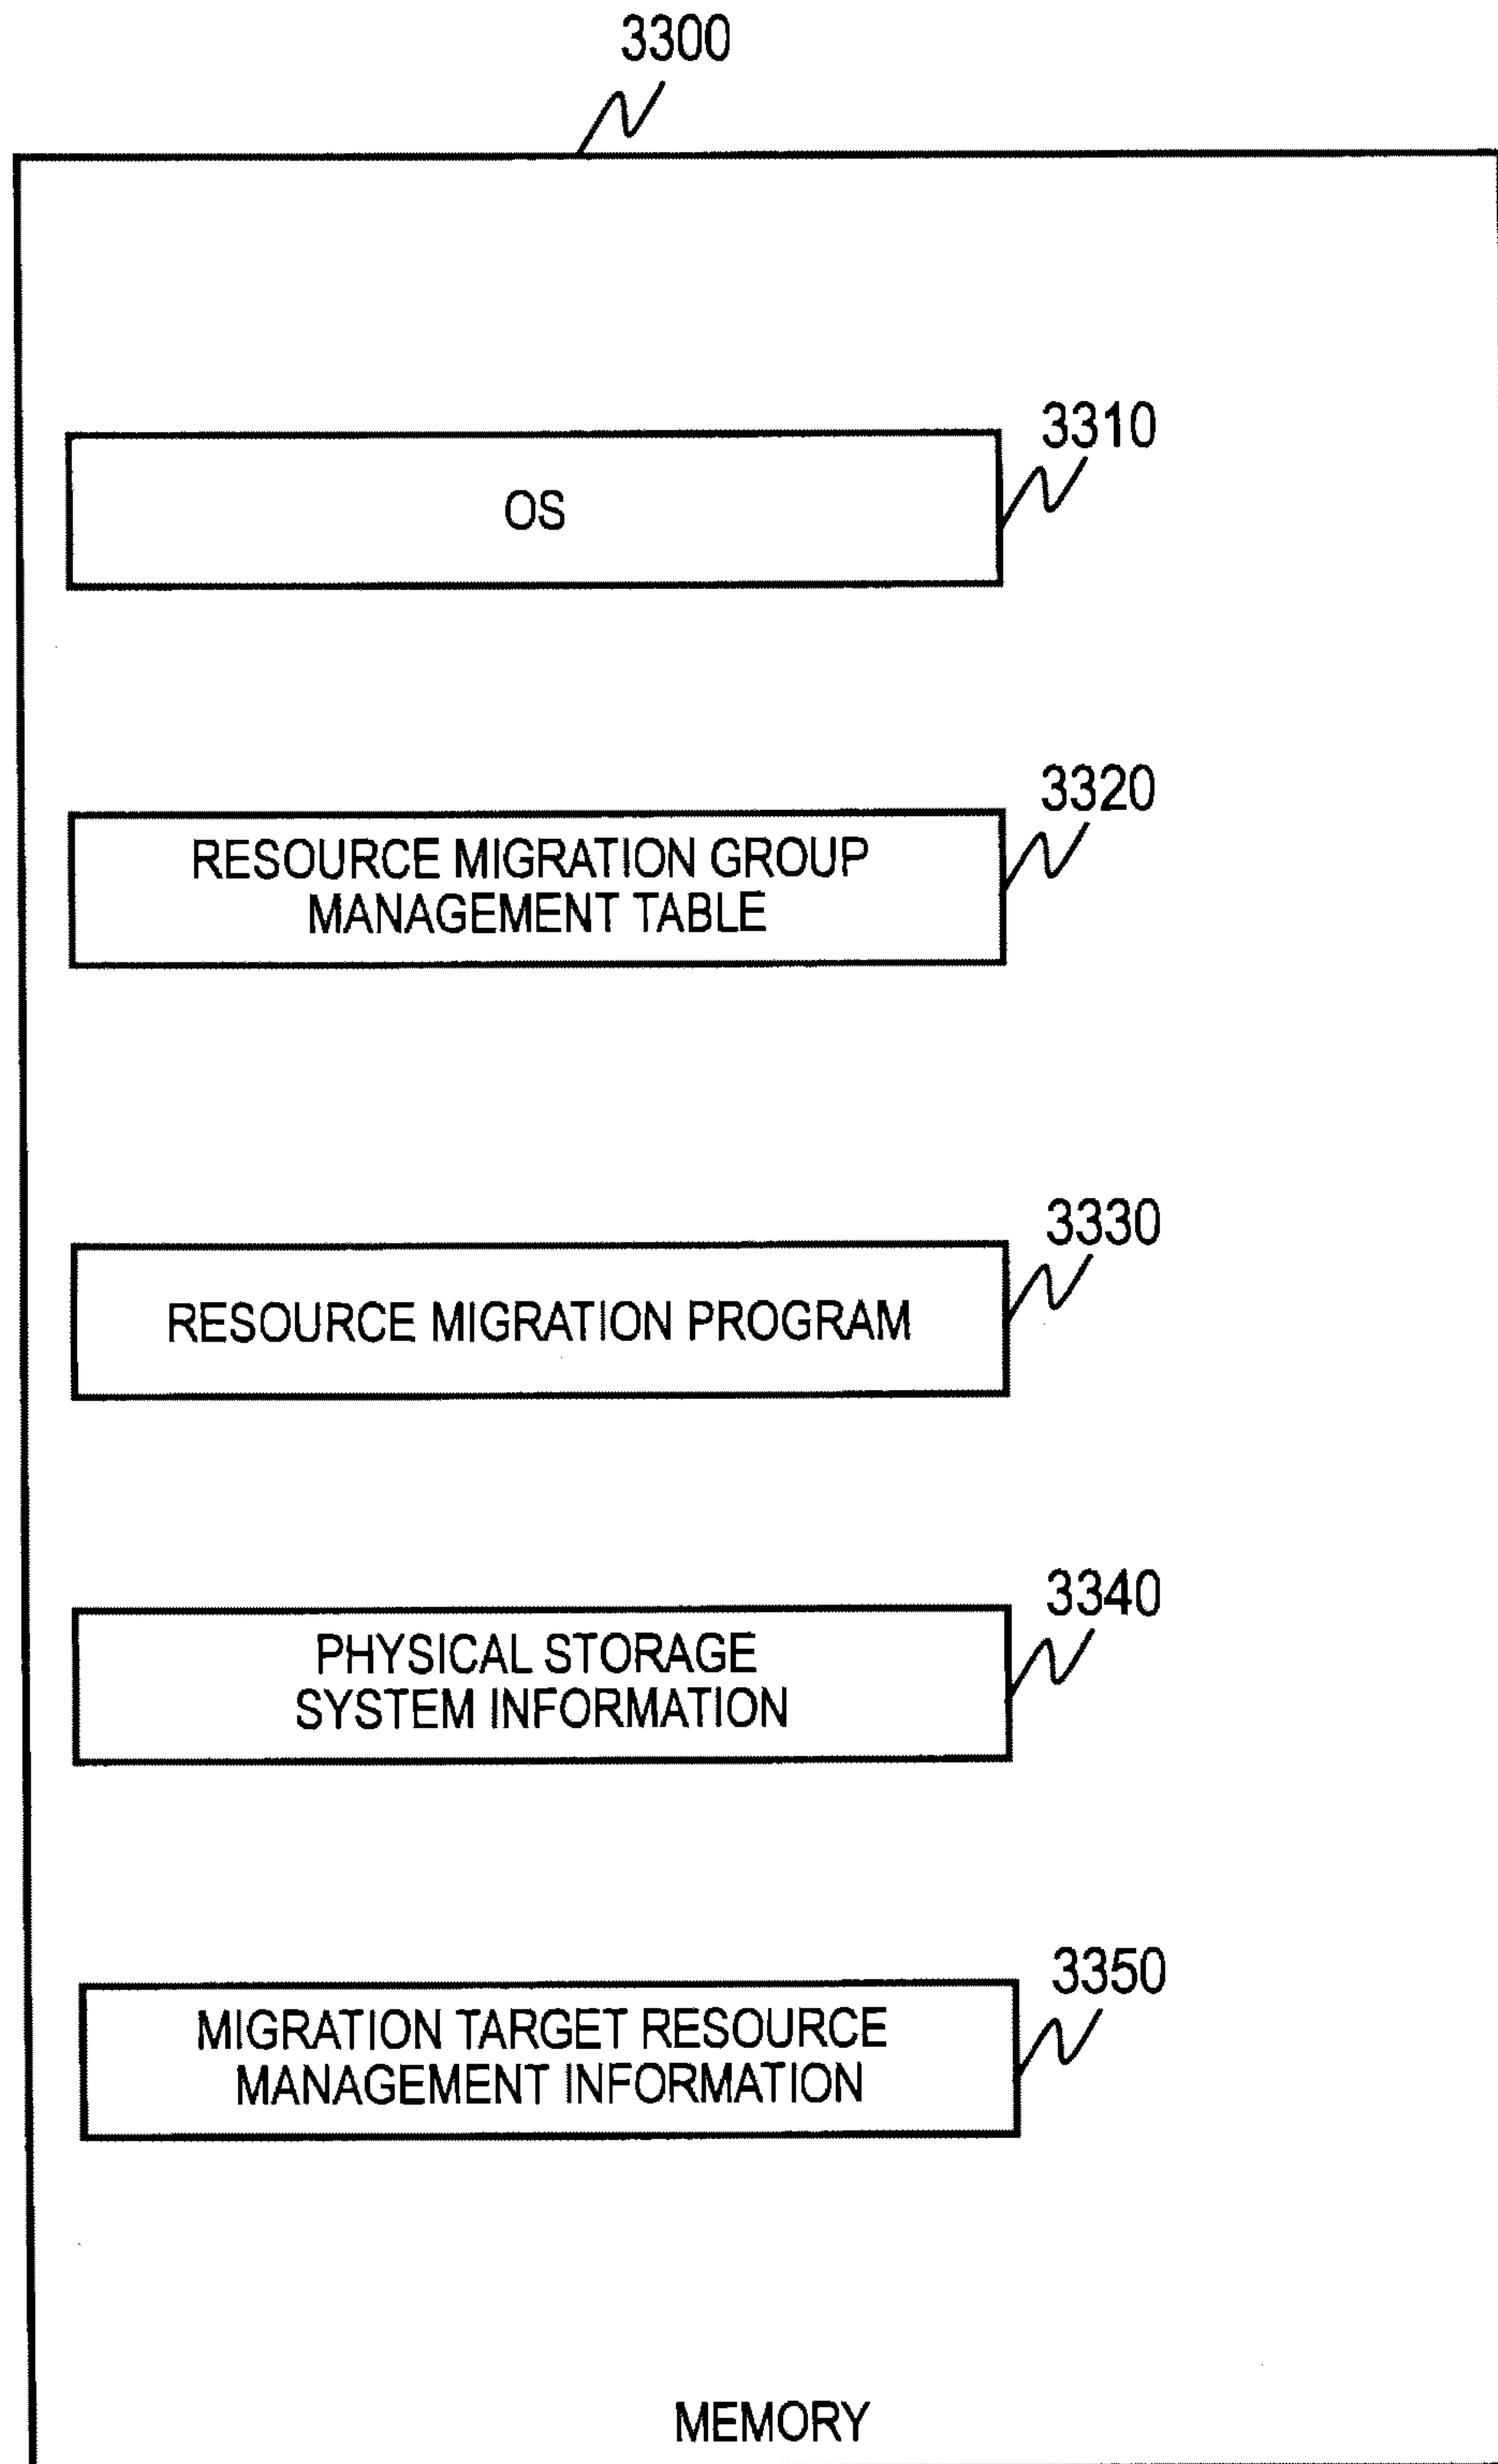 3300
3310
OS
3320
RESOURCE MIGRATION GROUP
MANAGEMENT TABLE
3330
RESOURCE MIGRATION PROGRAM
3340
PHYSICAL STORAGE
SYSTEM INFORMATION
3350
MIGRATION TARGET RESOURCE
MANAGEMENT INFORMATION
MEMORY